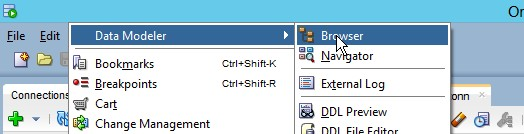 Or
File Edit Data Modeler Browser
Bookmarks Ctrl+Shift-K Navigator
Breakpoints Ctrl+Shift-R External Log
Connections Cart DDL Preview onn
Change Management DDL File Editor